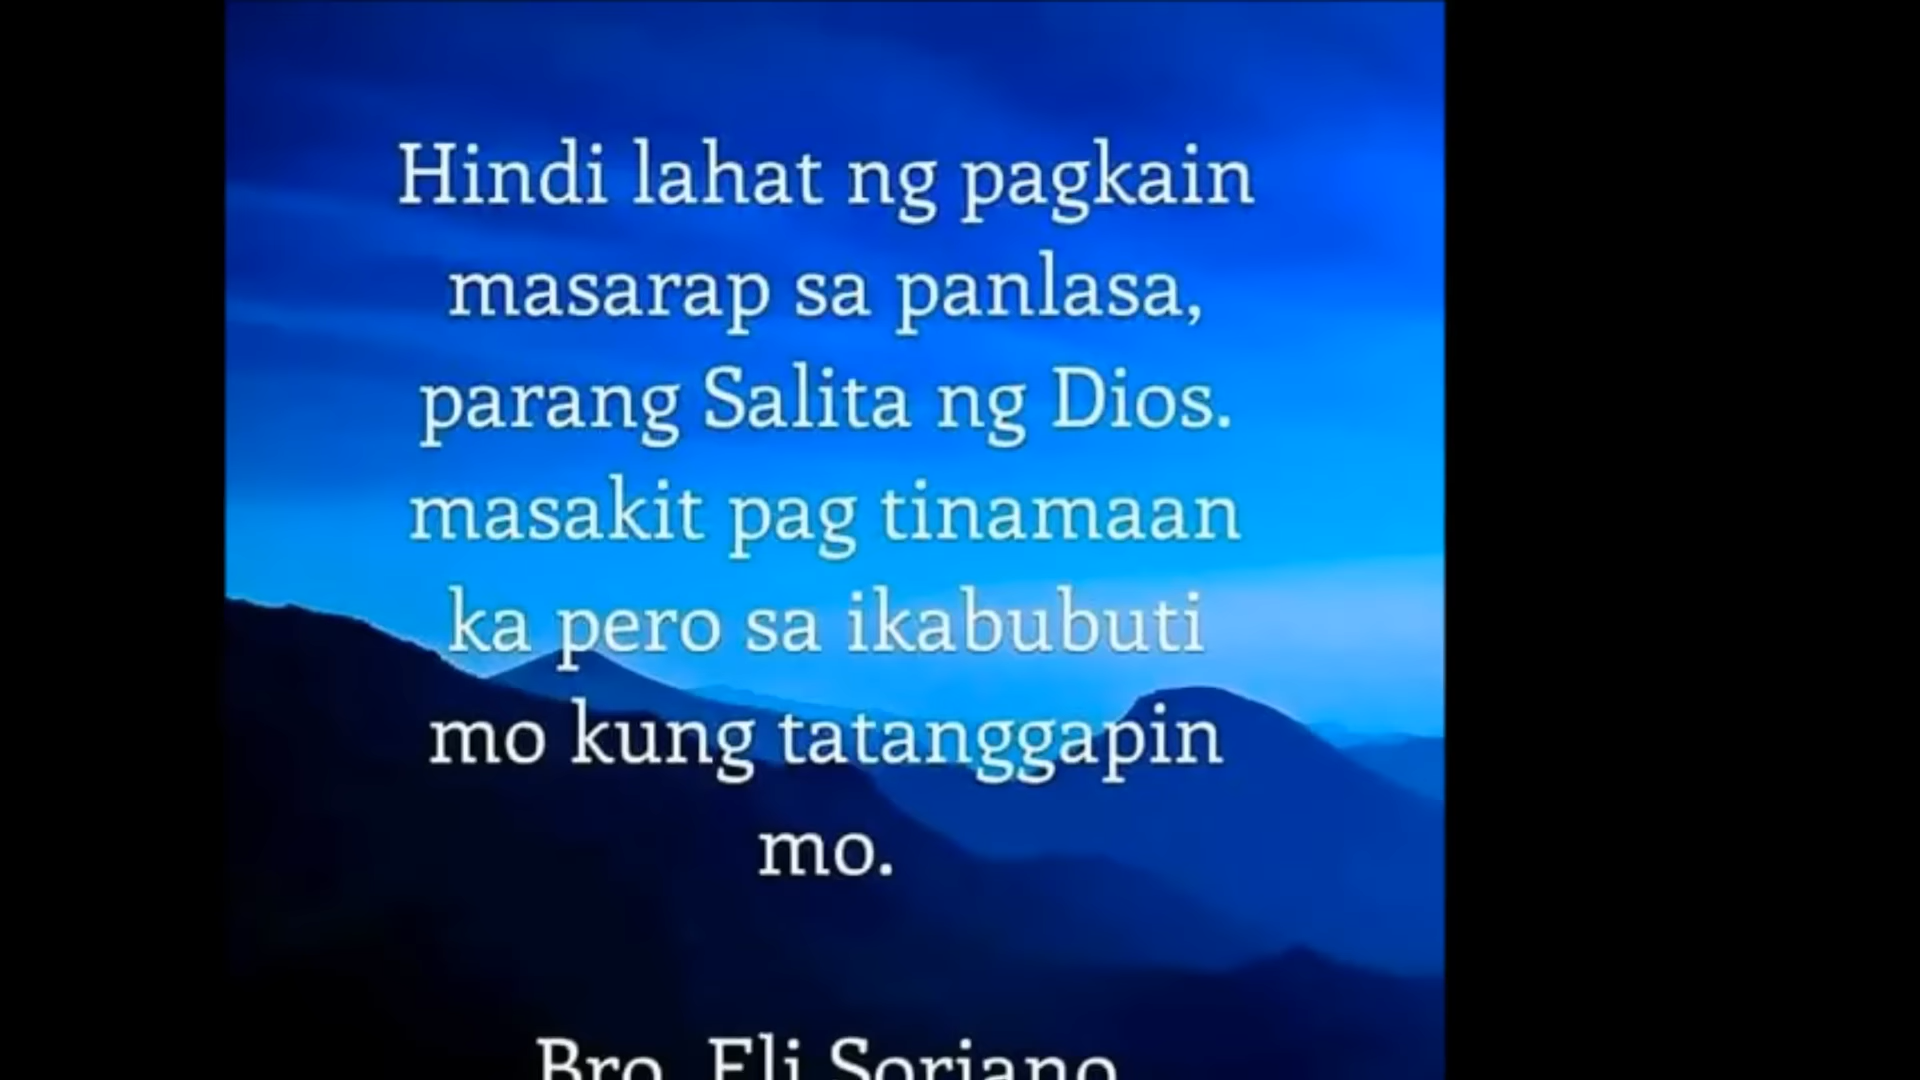 Hindi lahat ng pagkain
masarap sa panlasa,
parang Salita ng Dios.
masakit pag tinamaan
ka pero sa ikabubuti
mo kung tatanggapin
mo.
Bro. Eli Soriano